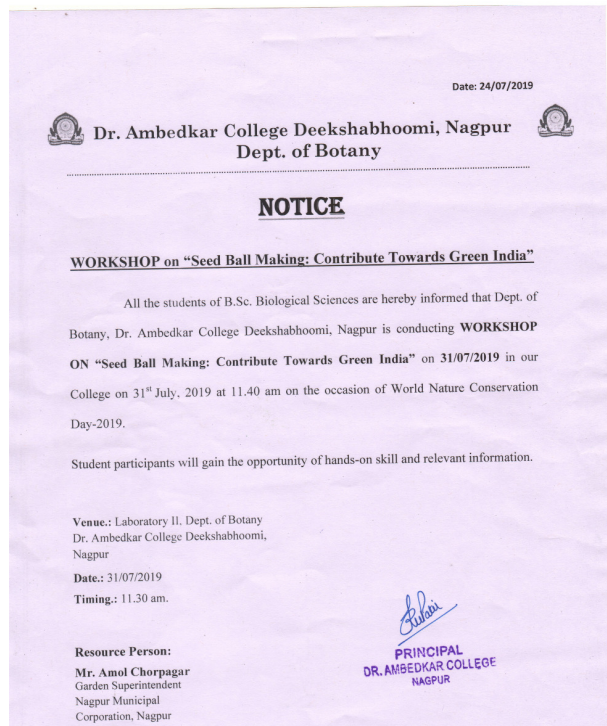 Date: 24/07/2019
Dr. Ambedkar College Deekshabhoomi, Nagpur
Dept. of Botany
NOTICE
WORKSHOP on “Seed Ball Making: Contribute Towards Green India”
All the students of B.Sc. Biological Sciences are hereby informed that Dept. of
Botany, Dr. Ambedkar College Deekshabhoomi, Nagpur is conducting WORKSHOP
ON “Seed Ball Making: Contribute Towards Green India” on 31/07/2019 in our
College on 31st July, 2019 at 11.40 am on the occasion of World Nature Conservation
Day-2019.
Student participants will gain the opportunity of hands-on skill and relevant information.
Venue.: Laboratory II, Dept. of Botany
Dr. Ambedkar College Deekshabhoomi,
Nagpur
Date.: 31/07/2019
Timing.: 11.30 am.
Resource Person:
Mr. Amol Chorpagar
Garden Superintendent
Nagpur Municipal
Corporation, Nagpur
PRINCIPAL
DR. AMBEDKAR COLLEGE
NAGPUR